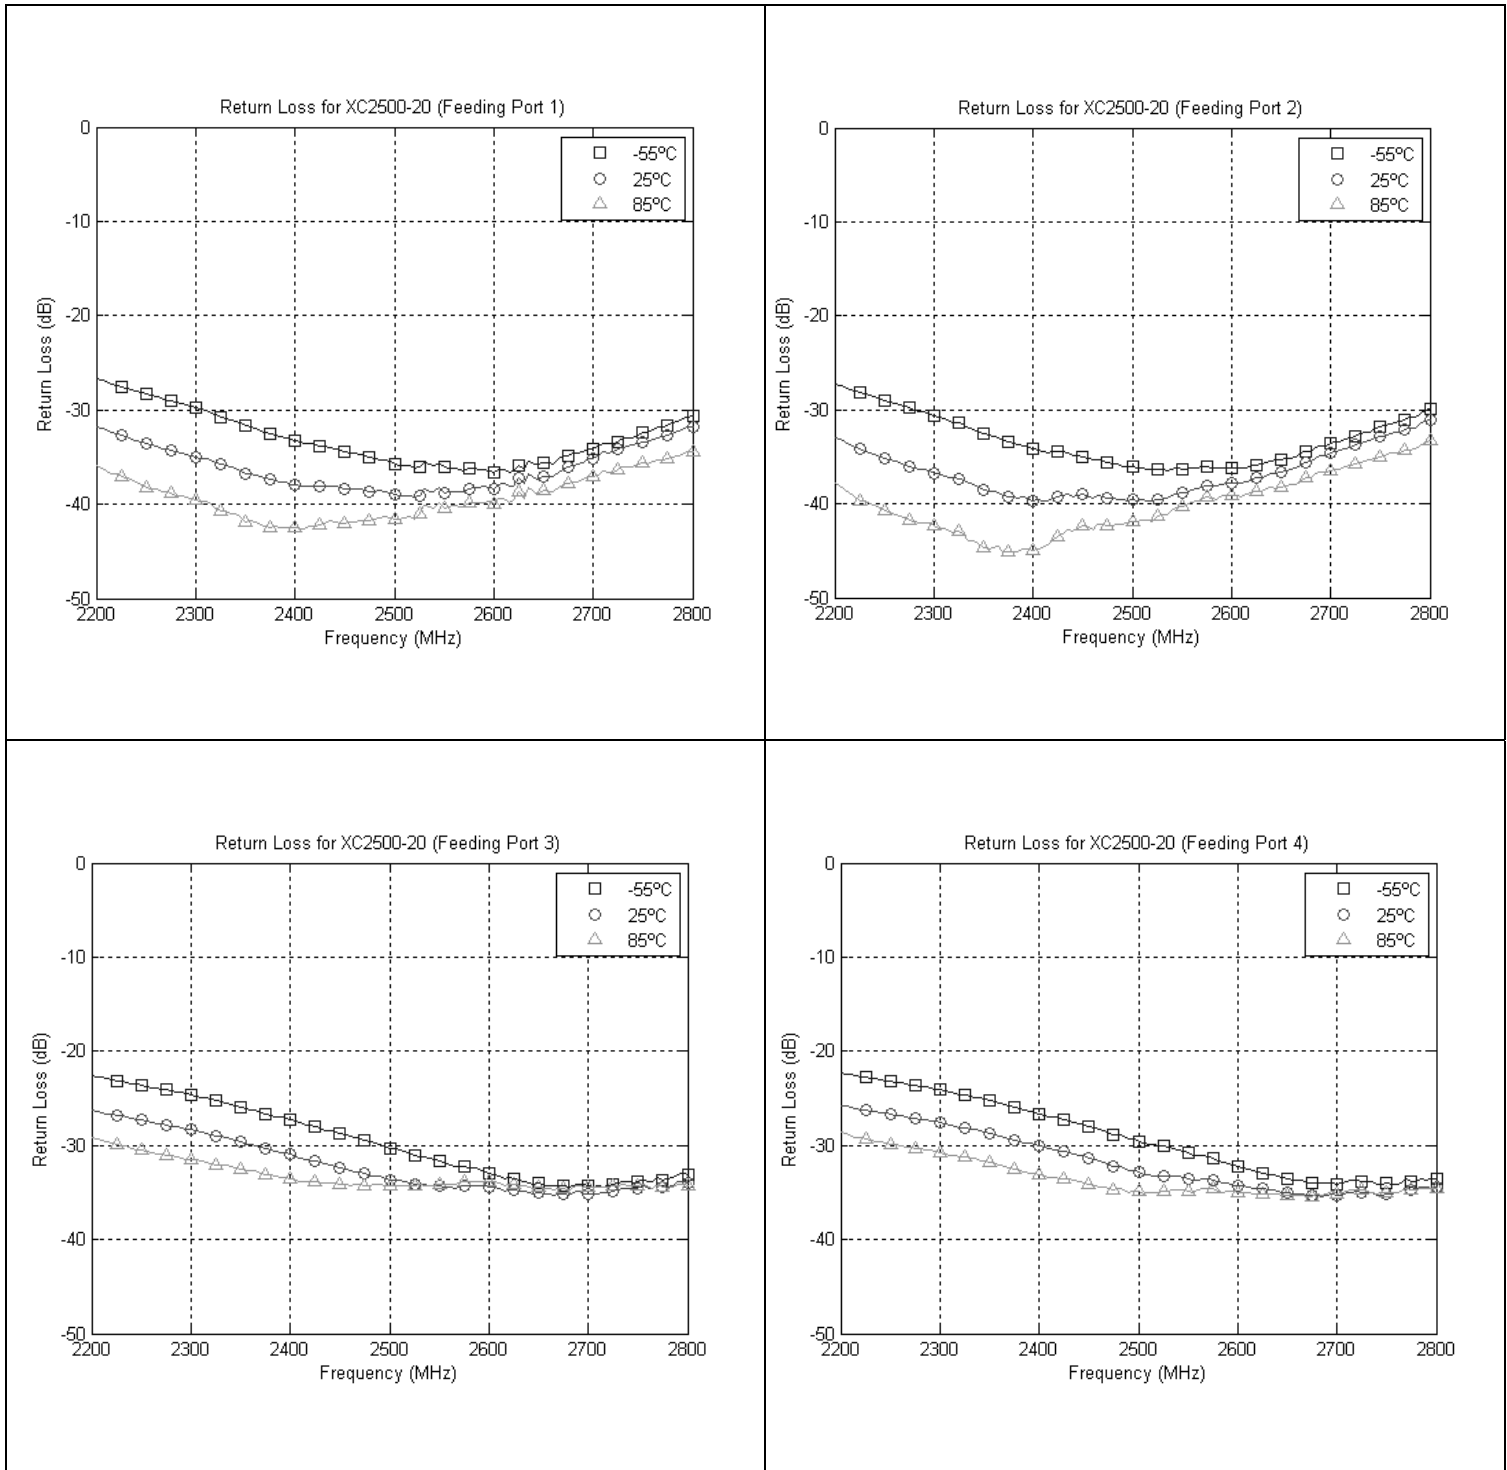 Return Loss for XC2500-20 (Feeding Port 1)
Return Loss (dB)
0
-10
-20
-30
-40
-50
-55ºC
25ºC
85ºC
2200 2300 2400 2500 2600 2700 2800
Frequency (MHz)
Return Loss for XC2500-20 (Feeding Port 2)
Return Loss (dB)
0
-10
-20
-30
-40
-50
-55ºC
25ºC
85ºC
2200 2300 2400 2500 2600 2700 2800
Frequency (MHz)
Return Loss for XC2500-20 (Feeding Port 3)
Return Loss (dB)
0
-10
-20
-30
-40
-50
-55ºC
25ºC
85ºC
2200 2300 2400 2500 2600 2700 2800
Frequency (MHz)
Return Loss for XC2500-20 (Feeding Port 4)
Return Loss (dB)
0
-10
-20
-30
-40
-50
-55ºC
25ºC
85ºC
2200 2300 2400 2500 2600 2700 2800
Frequency (MHz)